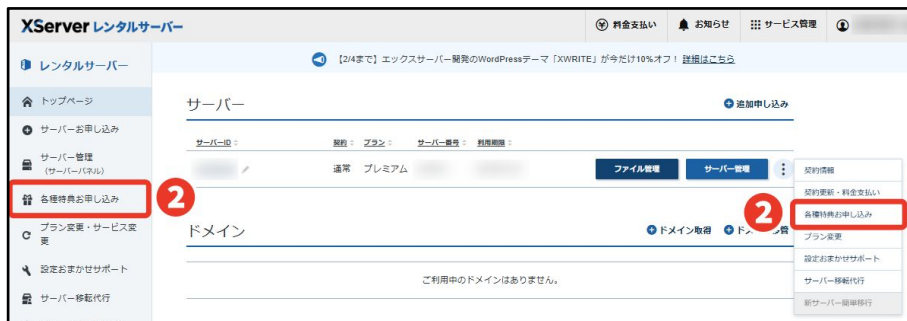 XServer レンタルサーバー
料金支払い
お知らせ
サービス管理
レンタルサーバー
【2/4まで】エックスサーバー開発のWordPressテーマ「XWRITE」が今だけ10%オフ！ 詳細はこちら
トップページ
サーバーお申し込み
サーバー管理
(サーバーパネル)
各種特典お申し込み
2
プラン変更・サービス変
更
設定おまかせサポート
サーバー移転代行
サーバー
追加申し込み
サーバーID 契約 プラン サーバー番号 利用期限
通常 プレミアム
ファイル管理
サーバー管理
ドメイン
ドメイン取得
ご利用中のドメインはありません。
契約情報
契約更新・料金支払い
2
各種特典お申し込み
プラン変更
設定おまかせサポート
サーバー移転代行
新サーバー簡単移行